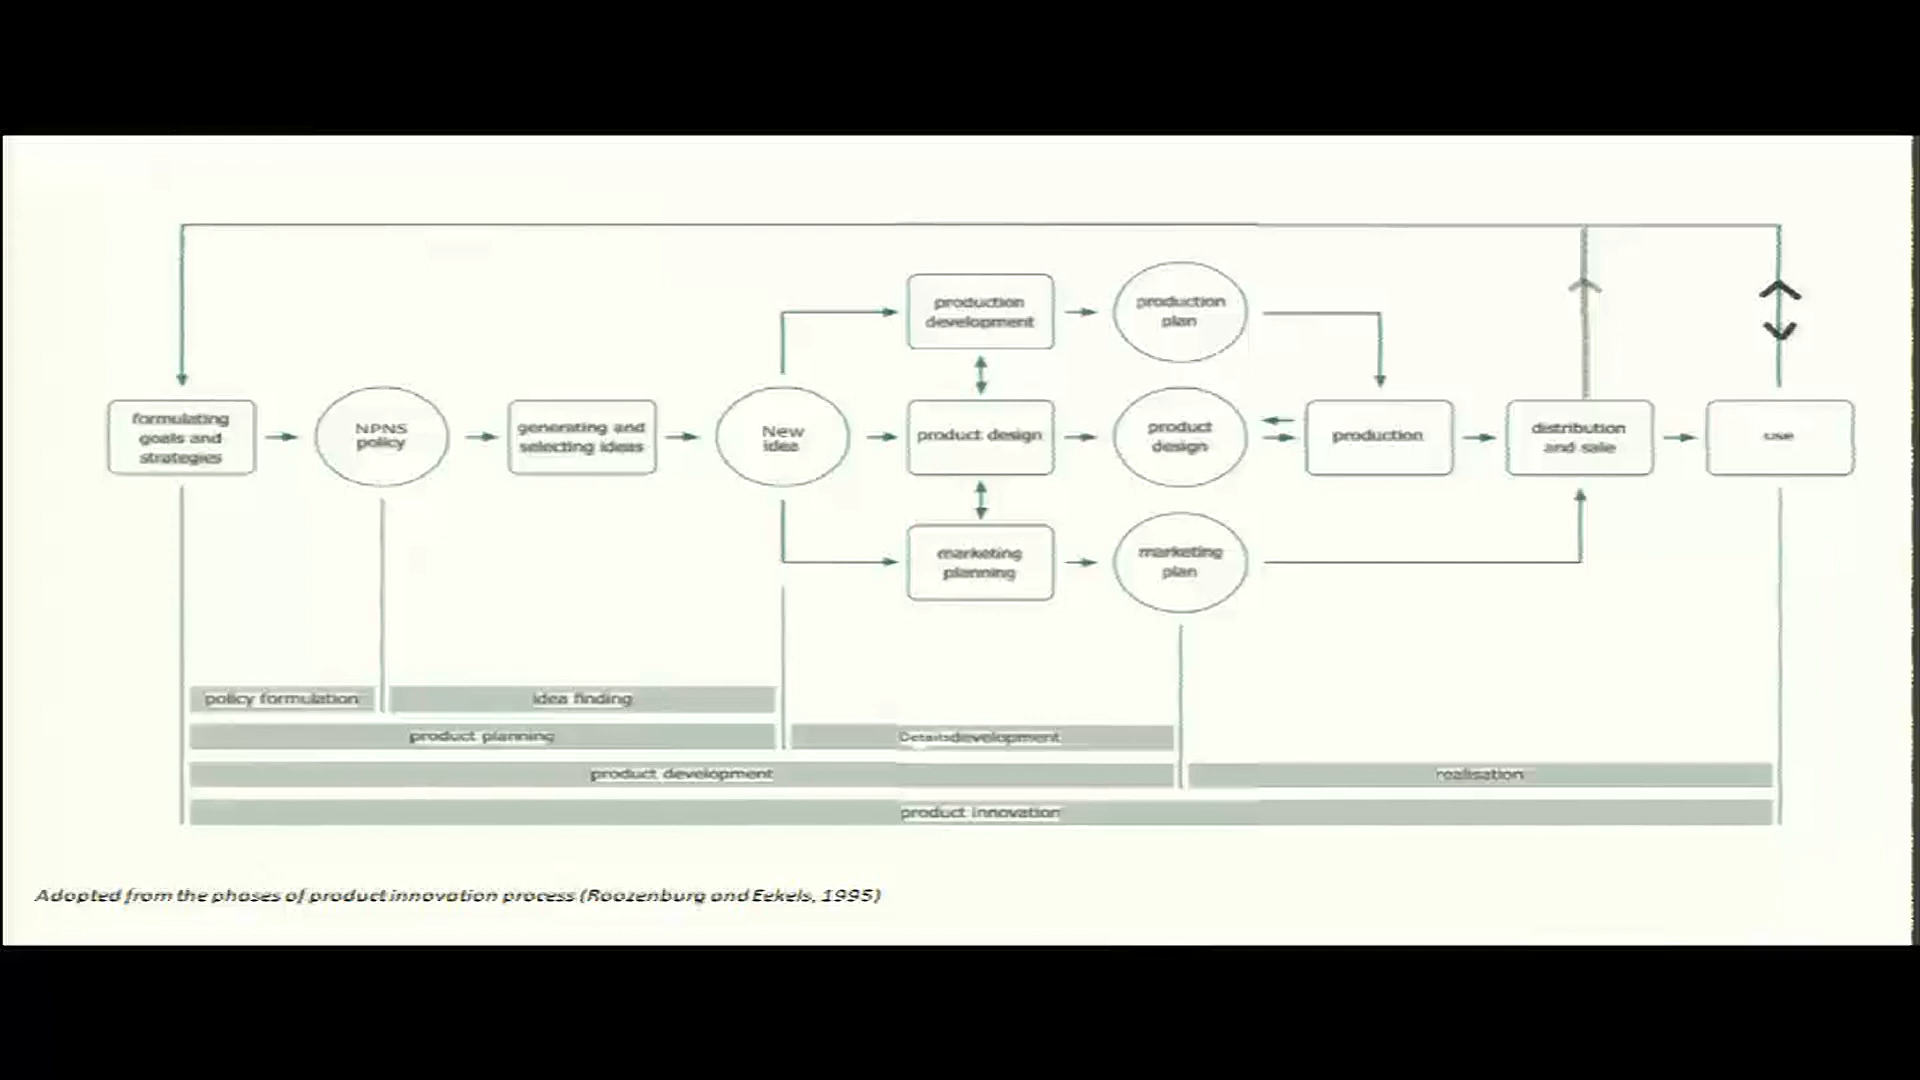 production
development
production
plan
formulating
goals and
strategies
NPNS
policy
generating and
selecting ideas
New
idea
product design
product
design
production
distribution
and sale
use
marketing
planning
marketing
plan
policy formulation
idea finding
product planning
Details development
product development
realisation
product innovation
Adopted from the phases of product innovation process (Roozenburg and Eekels, 1995)